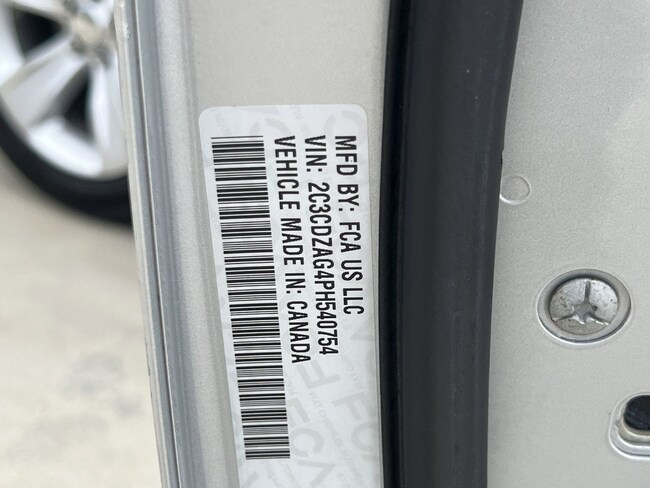 MFD BY: FCA US LLC
VIN: 2C3CDZAG4PH540754
VEHICLE MADE IN: CANADA